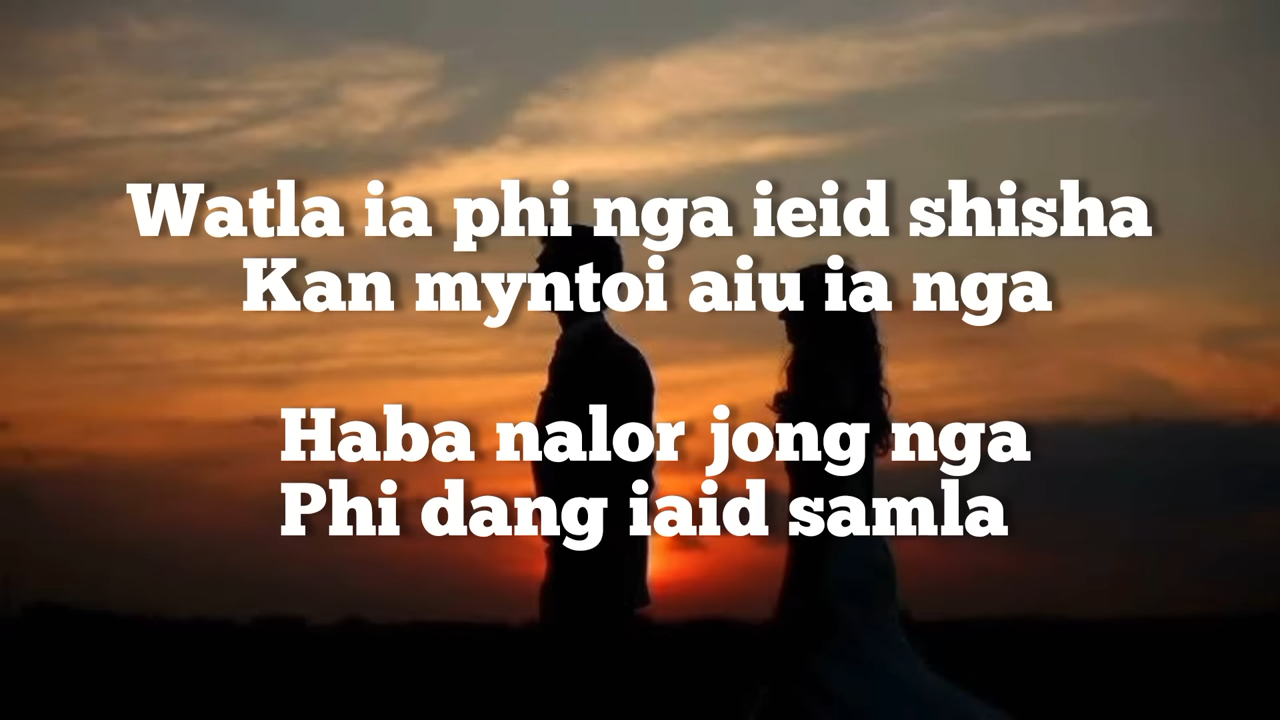 Watla ia phi nga ieid shisha
Kan myntoi aiu ia nga
Haba nalor jong nga
Phi dang iaid samla